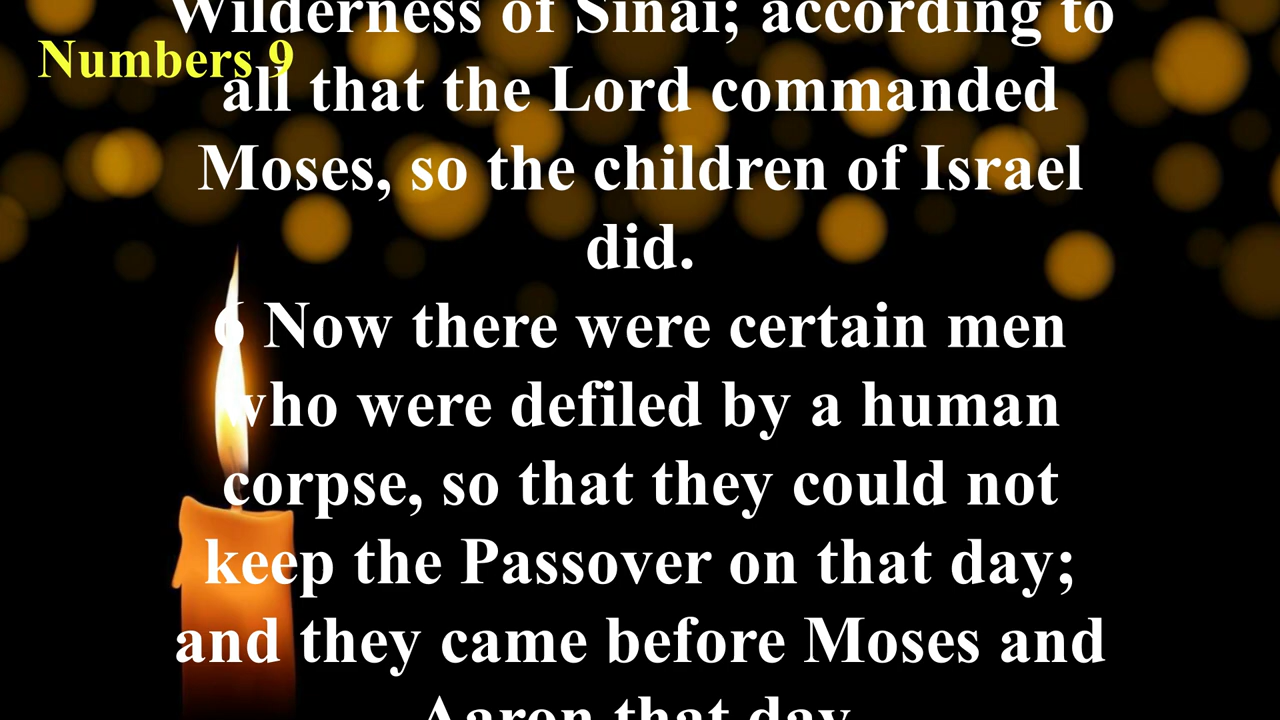 Wilderness of Sinai; according to
Numbers 9
all that the Lord commanded
Moses, so the children of Israel
did.
6 Now there were certain men
who were defiled by a human
corpse, so that they could not
keep the Passover on that day;
and they came before Moses and
Aaron that day.